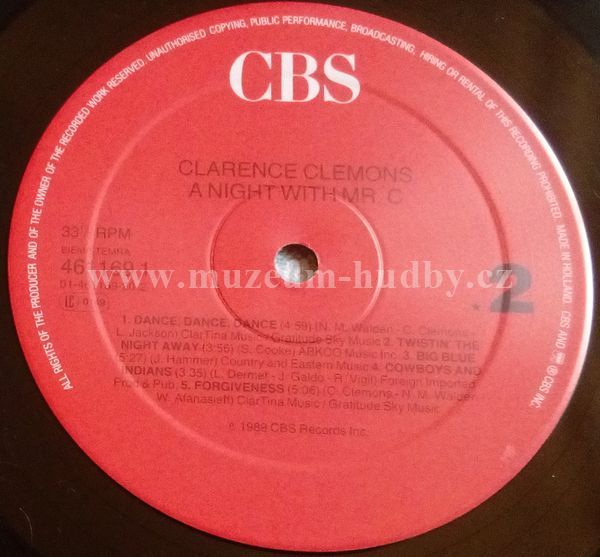 ALL RIGHTS OF THE PRODUCER AND OF THE OWNER OF THE RECORDED WORK RESERVED. UNAUTHORISED COPYING, PUBLIC PERFORMANCE, BROADCASTING, HIRING OR RENTAL OF THIS RECORDING PROHIBITED. MADE IN HOLLAND. CBS AND ℗ CBS INC.
CBS
CLARENCE CLEMONS
A NIGHT WITH MR. C
33⅓ RPM
BIEM/STEMRA
461169 1
www.muzeum-hudby.cz
2
1. DANCE, DANCE, DANCE (4:59) (N. M. Walden - C. Clemons
L. Jackson) ClarTina Music / Gratitude Sky Music 2. TWISTIN' THE
NIGHT AWAY (3:56) (S. Cooke) ABKCO Music Inc. 3. BIG BLUE
(5:27) (J. Hammer) Country and Eastern Music 4. COWBOYS AND
INDIANS (3:35) (L. Dermer - J. Galdo - R. Vigil) Foreign Imported
Prod & Pub. 5. FORGIVENESS (5:06) (C. Clemons - N. M. Walden
W. Afanasieff) ClarTina Music / Gratitude Sky Music
℗ 1989 CBS Records Inc.